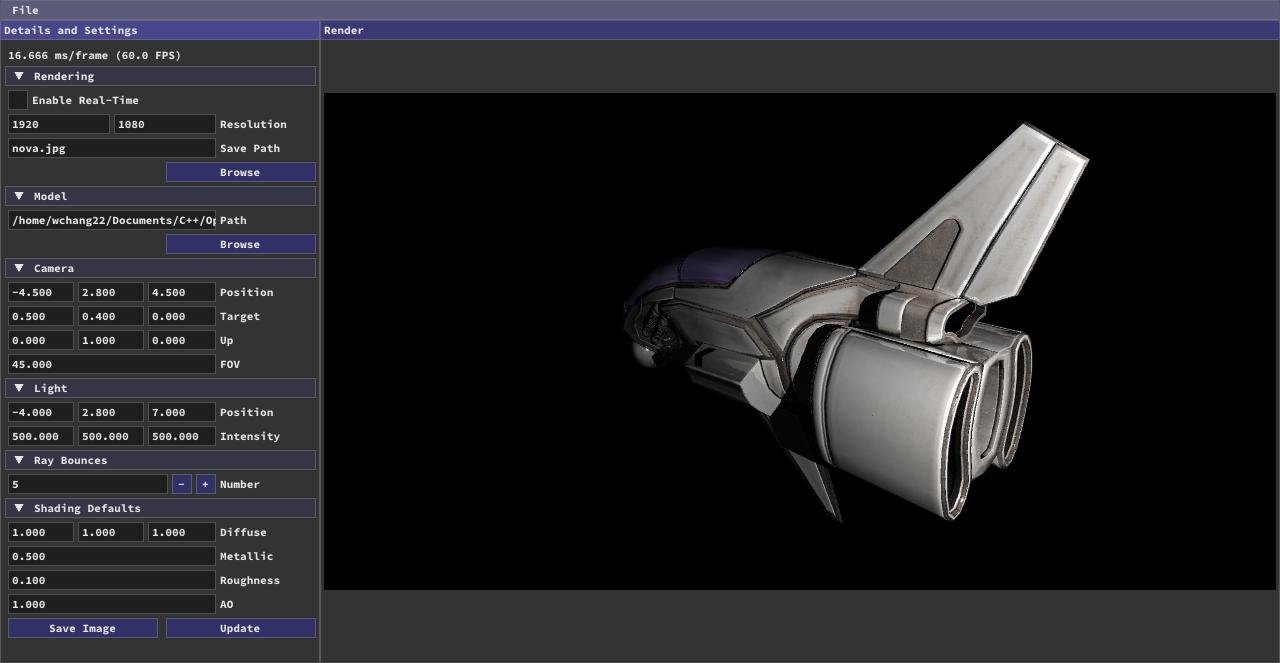 File
Details and Settings
Render
16.666 ms/frame (60.0 FPS)
Rendering
Enable Real-Time
1920 1080 Resolution
nova.jpg Save Path
Browse
Model
/home/wchang22/Documents/C++/Op Path
Browse
Camera
-4.500 2.800 4.500 Position
0.500 0.400 0.000 Target
0.000 1.000 0.000 Up
45.000 FOV
Light
-4.000 2.800 7.000 Position
500.000 500.000 500.000 Intensity
Ray Bounces
5 - + Number
Shading Defaults
1.000 1.000 1.000 Diffuse
0.500 Metallic
0.100 Roughness
1.000 AO
Save Image Update